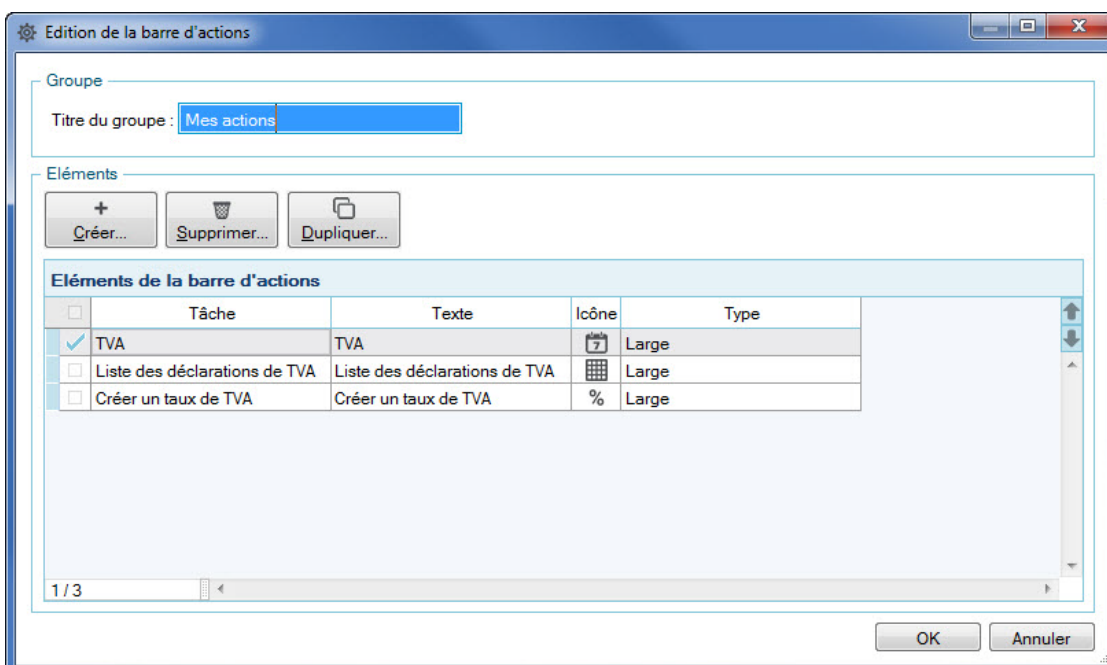 Edition de la barre d'actions
Groupe
Titre du groupe : Mes actions
Eléments
Créer... Supprimer... Dupliquer...
Eléments de la barre d'actions
Tâche Texte Icône Type
TVA TVA 7 Large
Liste des déclarations de TVA Liste des déclarations de TVA Large
Créer un taux de TVA Créer un taux de TVA % Large
1 / 3
OK Annuler